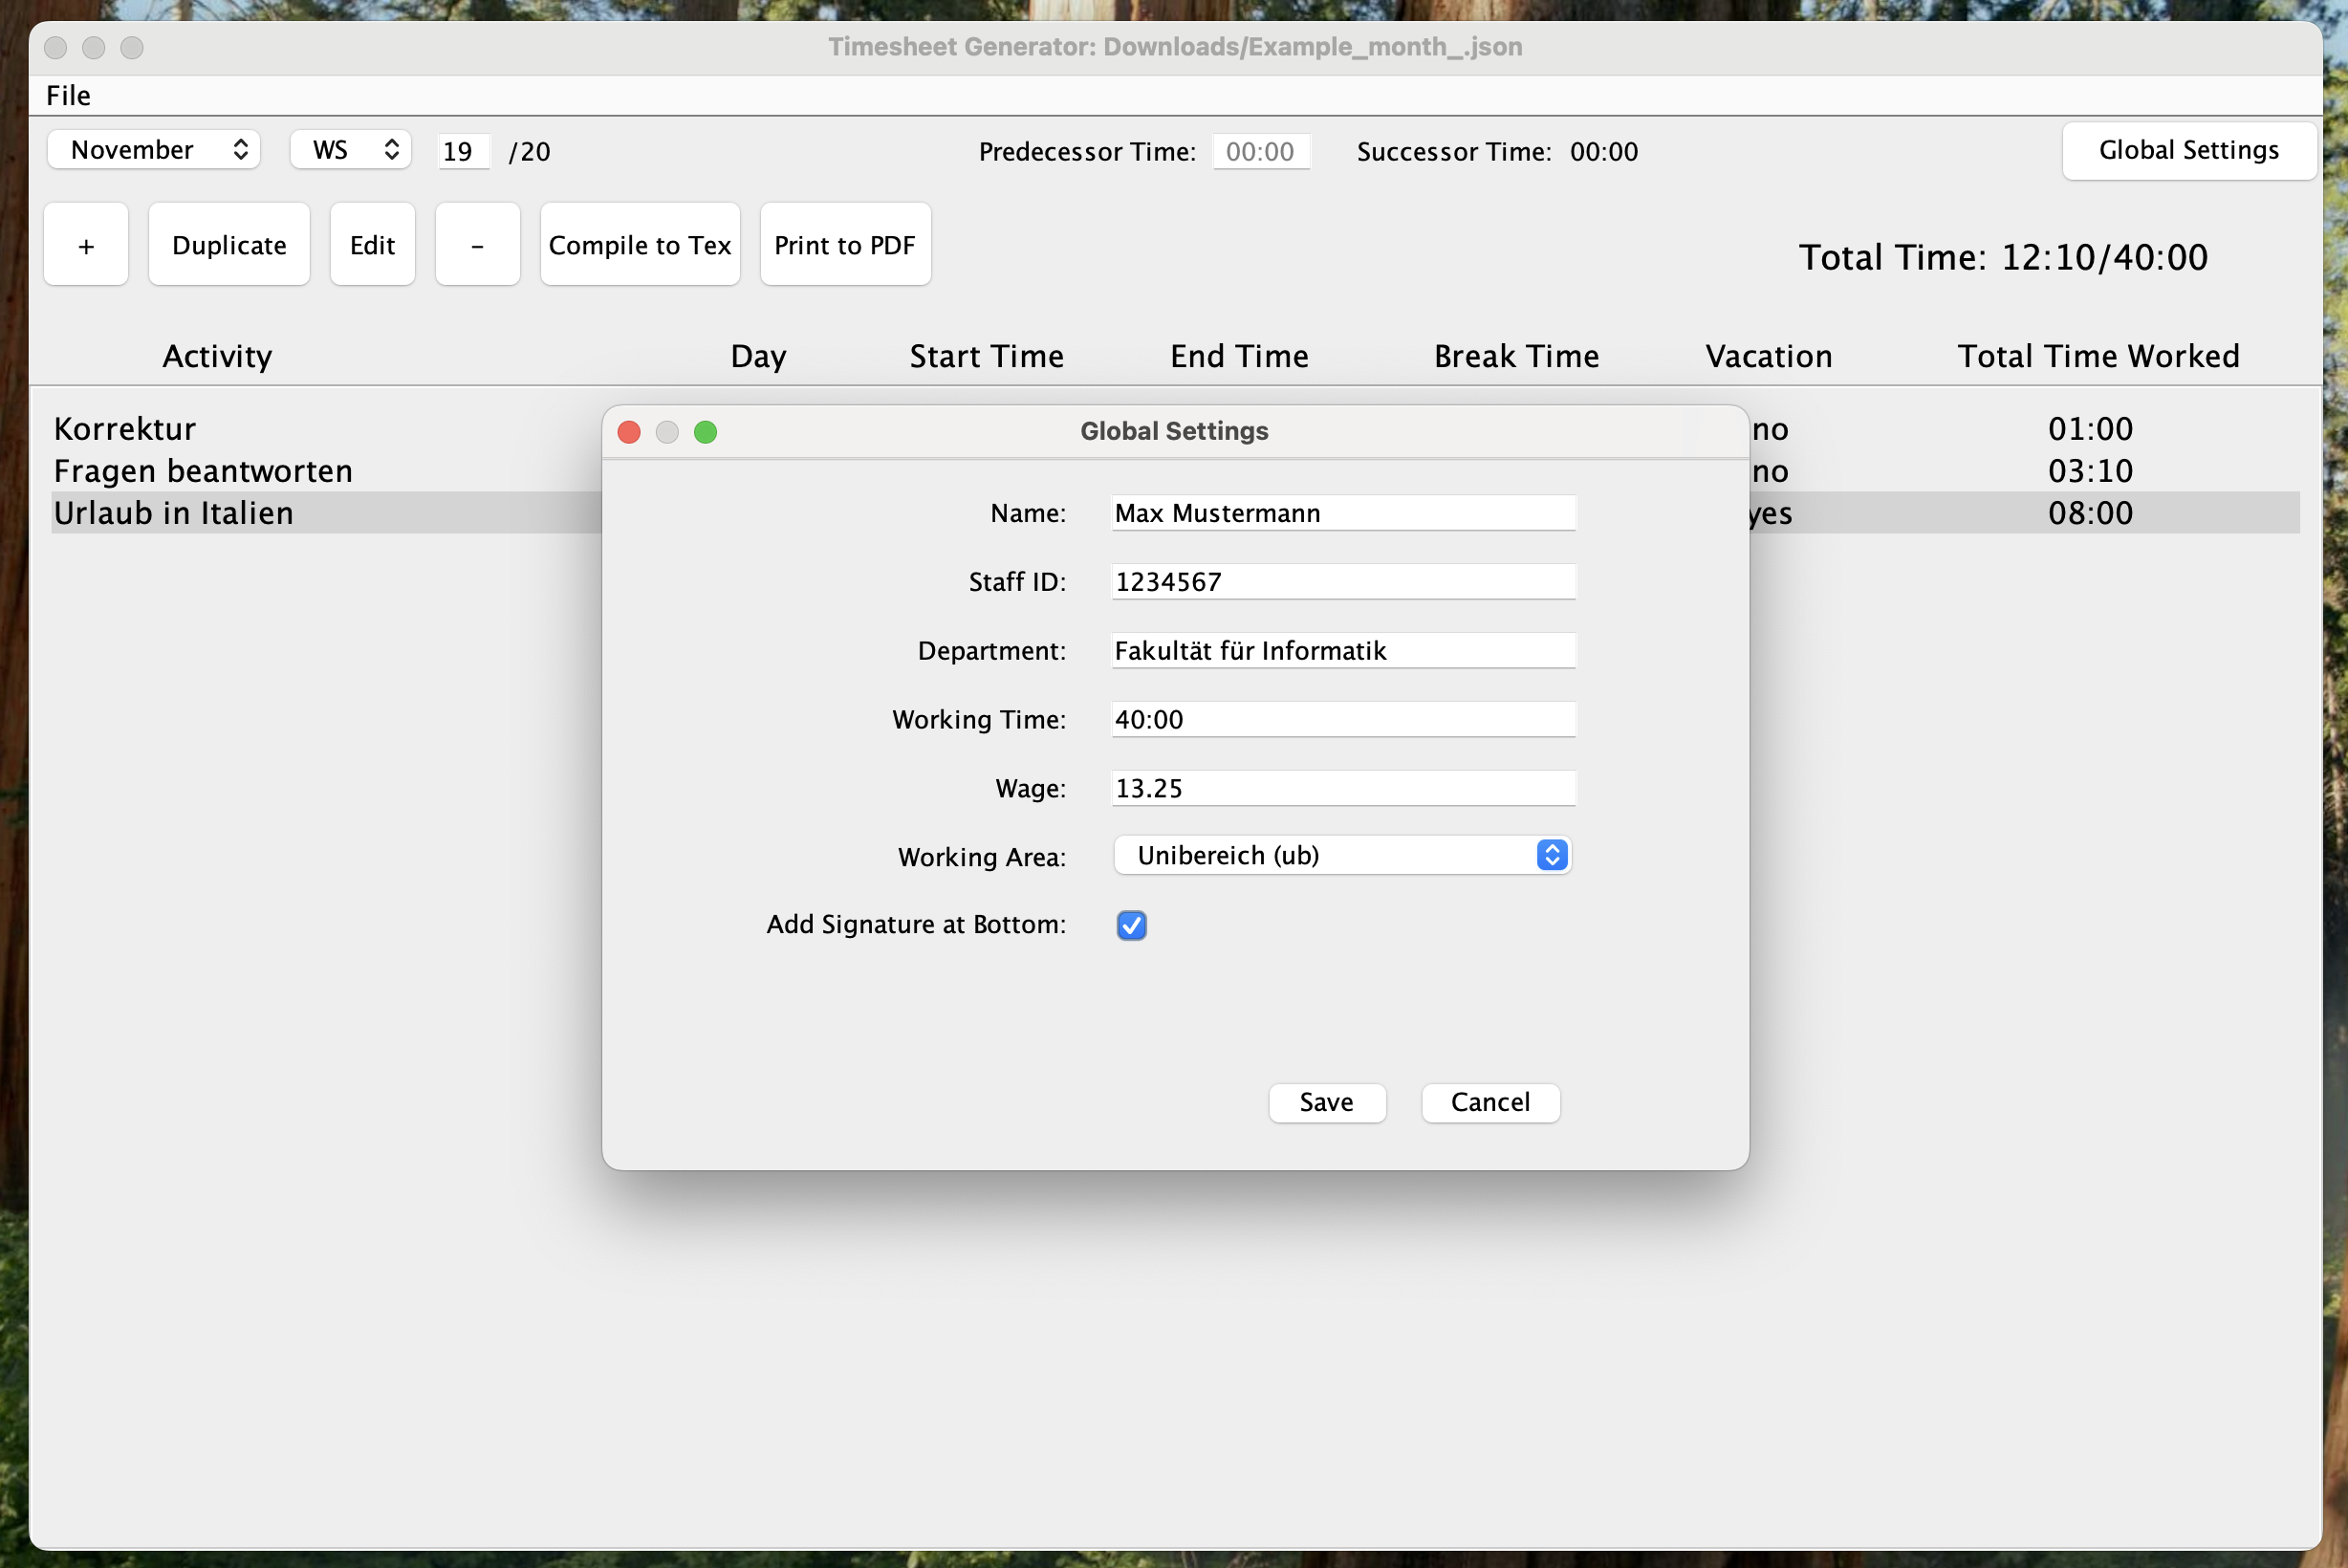 Timesheet Generator: Downloads/Example_month_.json
File
November WS 19 /20 Predecessor Time: 00:00 Successor Time: 00:00 Global Settings
+ Duplicate Edit - Compile to Tex Print to PDF Total Time: 12:10/40:00
Activity Day Start Time End Time Break Time Vacation Total Time Worked
Korrektur no 01:00
Fragen beantworten no 03:10
Urlaub in Italien yes 08:00
Global Settings
Name: Max Mustermann
Staff ID: 1234567
Department: Fakultät für Informatik
Working Time: 40:00
Wage: 13.25
Working Area: Unibereich (ub)
Add Signature at Bottom:
Save Cancel